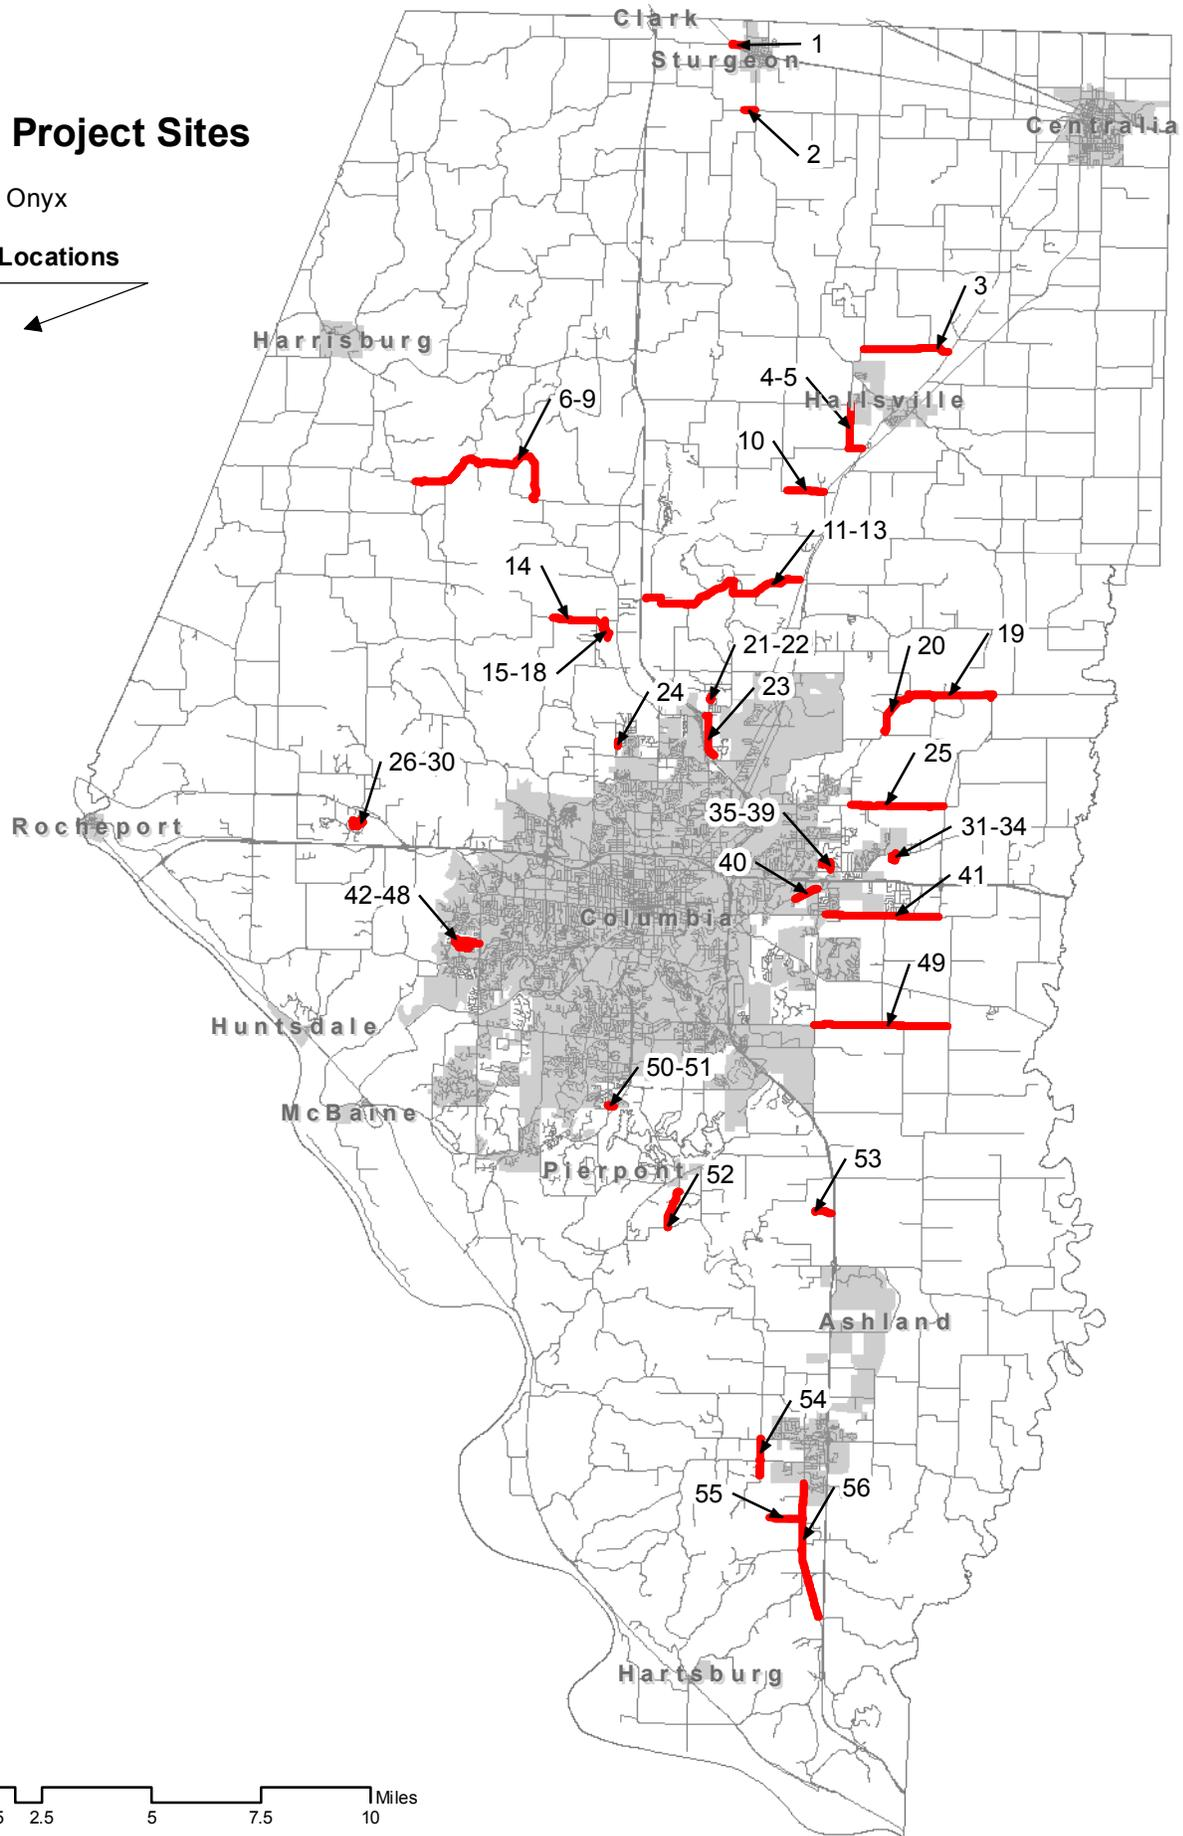 Clark
1
Sturgeon
Project Sites
Centralia
2
Onyx
Locations
3
Harrisburg
4-5
Hallsville
6-9
10
11-13
14
21-22
20
19
15-18
24
23
25
26-30
35-39
Rocheport
31-34
40
41
42-48
Columbia
49
Huntsdale
50-51
McBaine
53
Pierpont
52
Ashland
54
55
56
Hartsburg
Miles
5 2.5 5 7.5 10